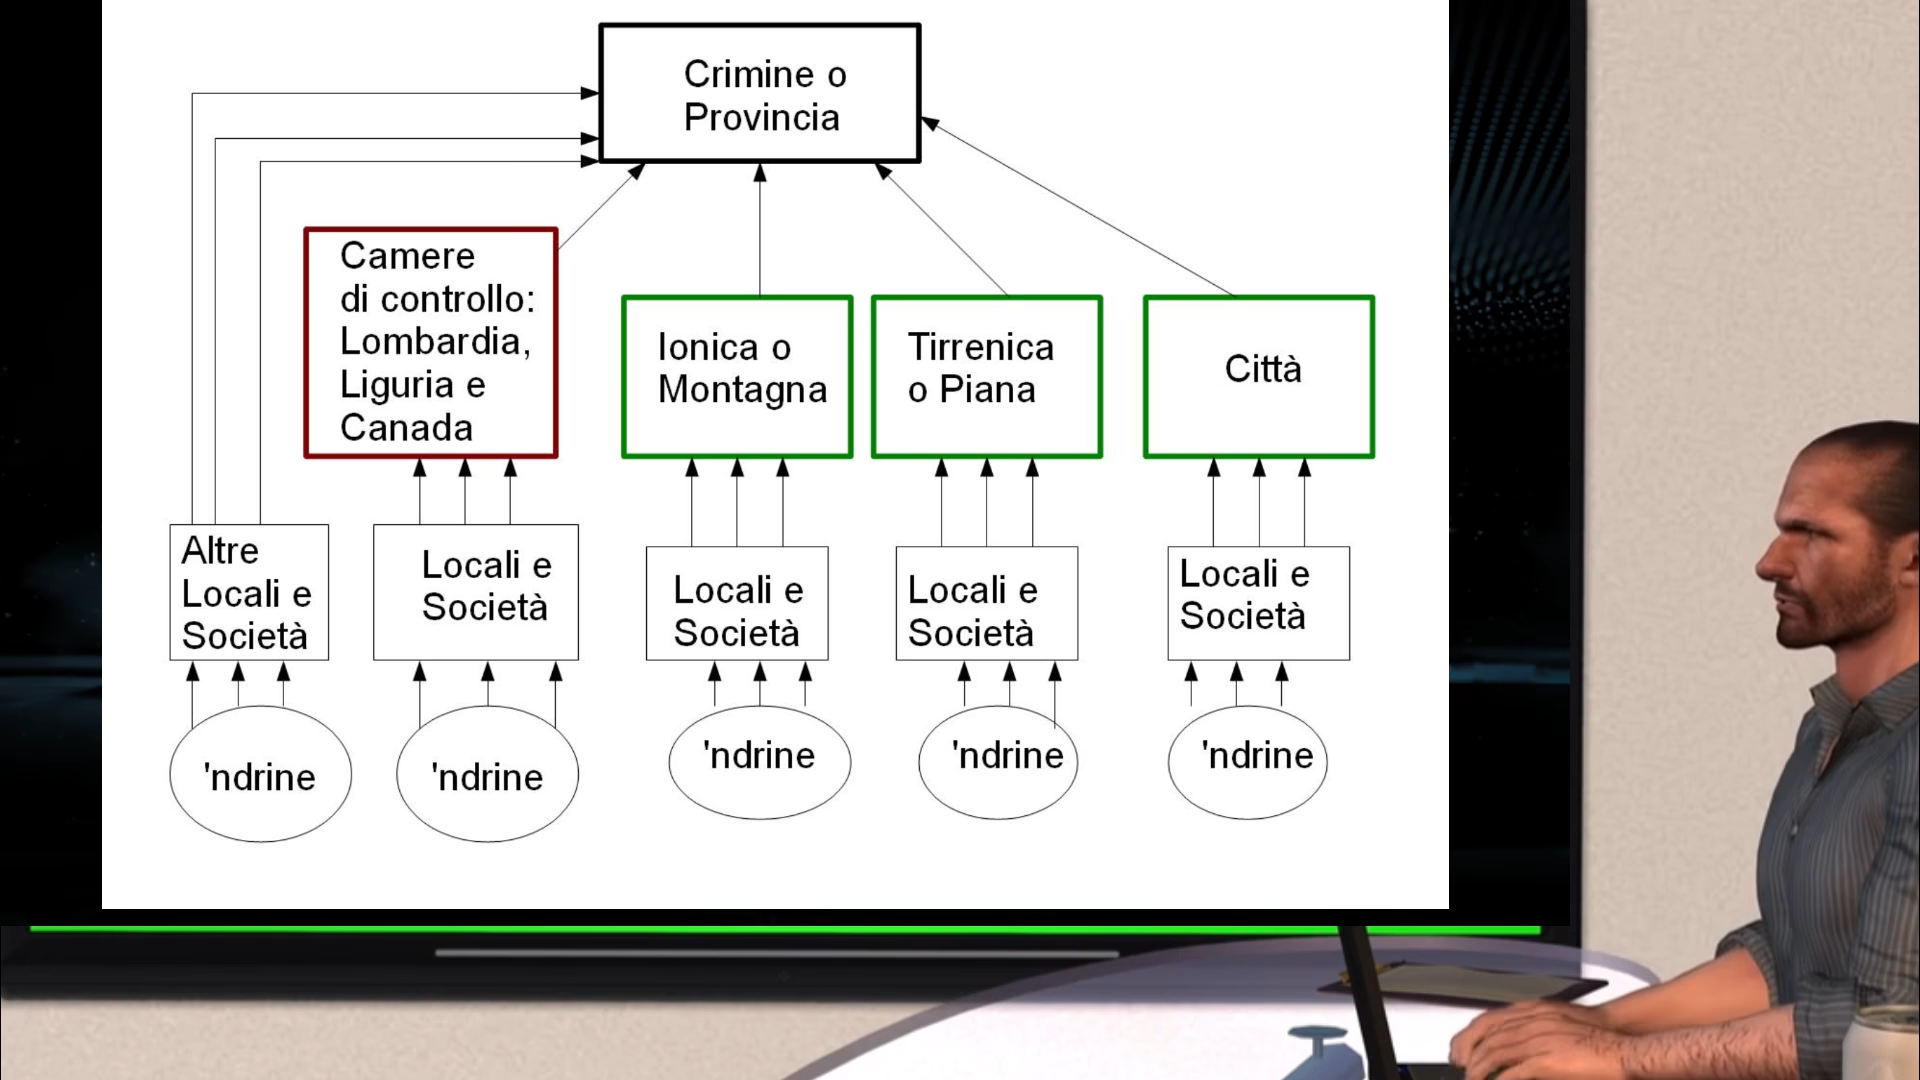 Crimine o
Provincia
Camere
di controllo:
Lombardia,
Liguria e
Canada
Ionica o
Montagna
Tirrenica
o Piana
Città
Altre
Locali e
Società
Locali e
Società
Locali e
Società
Locali e
Società
Locali e
Società
'ndrine
'ndrine
'ndrine
'ndrine
'ndrine